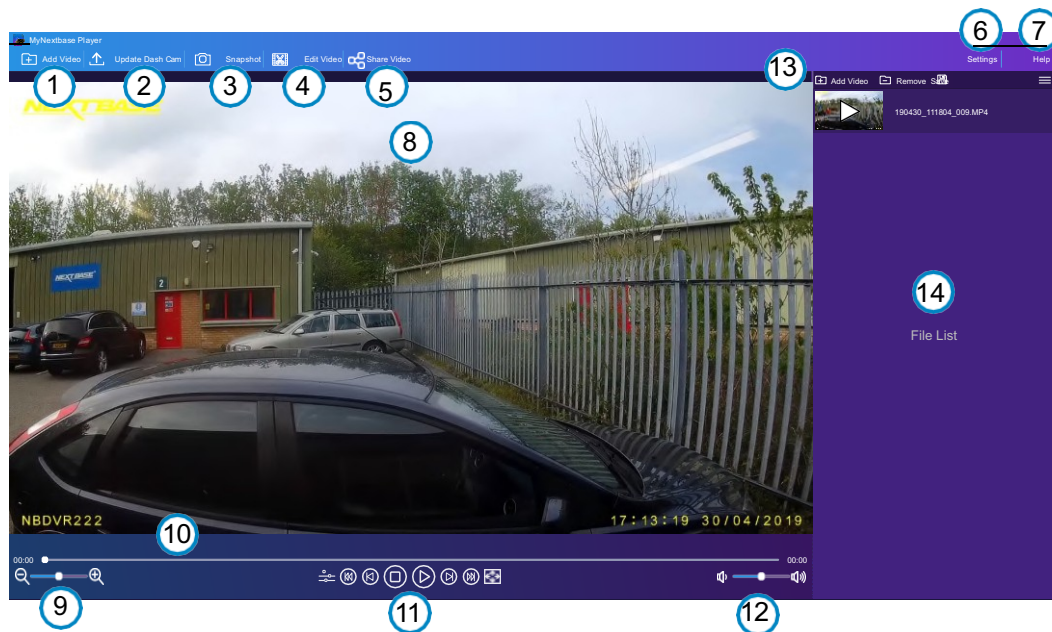 MyNextbase Player
6 7
Add Video Update Dash Cam Snapshot Edit Video Share Video Settings Help
1 2 3 4 5 13
Add Video Remove
NEXTBASE
190430_111804_009.MP4
8
NEXTBASE
2
14
File List
NBDVR222 17:13:19 30/04/2019
10
00:00 00:00
9 11 12